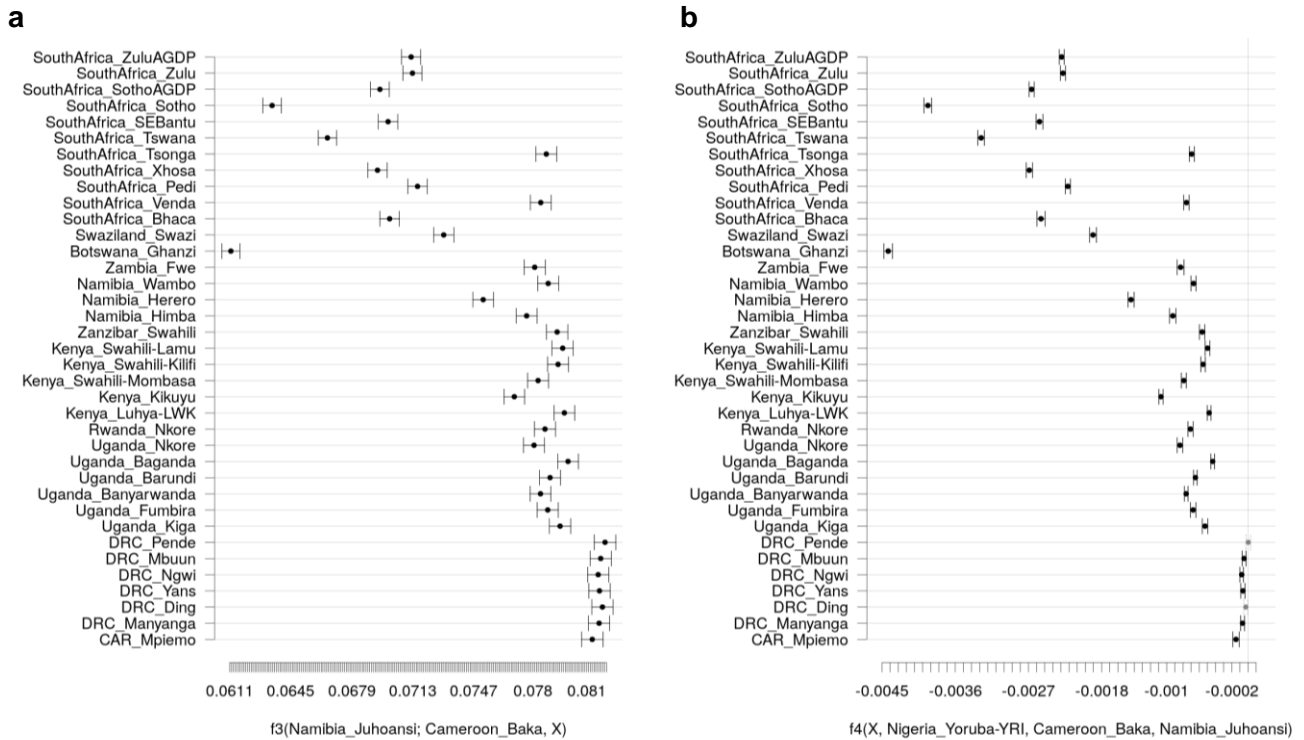 a
SouthAfrica_ZuluAGDP
SouthAfrica_Zulu
SouthAfrica_SothoAGDP
SouthAfrica_Sotho
SouthAfrica_SEBantu
SouthAfrica_Tswana
SouthAfrica_Tsonga
SouthAfrica_Xhosa
SouthAfrica_Pedi
SouthAfrica_Venda
SouthAfrica_Bhaca
Swaziland_Swazi
Botswana_Ghanzi
Zambia_Fwe
Namibia_Wambo
Namibia_Herero
Namibia_Himba
Zanzibar_Swahili
Kenya_Swahili-Lamu
Kenya_Swahili-Kilifi
Kenya_Swahili-Mombasa
Kenya_Kikuyu
Kenya_Luhya-LWK
Rwanda_Nkore
Uganda_Nkore
Uganda_Baganda
Uganda_Barundi
Uganda_Banyarwanda
Uganda_Fumbira
Uganda_Kiga
DRC_Pende
DRC_Mbuun
DRC_Ngwi
DRC_Yans
DRC_Ding
DRC_Manyanga
CAR_Mpiemo
0.0611 0.0645 0.0679 0.0713 0.0747 0.078 0.081
f3(Namibia_Juhoansi; Cameroon_Baka, X)
b
SouthAfrica_ZuluAGDP
SouthAfrica_Zulu
SouthAfrica_SothoAGDP
SouthAfrica_Sotho
SouthAfrica_SEBantu
SouthAfrica_Tswana
SouthAfrica_Tsonga
SouthAfrica_Xhosa
SouthAfrica_Pedi
SouthAfrica_Venda
SouthAfrica_Bhaca
Swaziland_Swazi
Botswana_Ghanzi
Zambia_Fwe
Namibia_Wambo
Namibia_Herero
Namibia_Himba
Zanzibar_Swahili
Kenya_Swahili-Lamu
Kenya_Swahili-Kilifi
Kenya_Swahili-Mombasa
Kenya_Kikuyu
Kenya_Luhya-LWK
Rwanda_Nkore
Uganda_Nkore
Uganda_Baganda
Uganda_Barundi
Uganda_Banyarwanda
Uganda_Fumbira
Uganda_Kiga
DRC_Pende
DRC_Mbuun
DRC_Ngwi
DRC_Yans
DRC_Ding
DRC_Manyanga
CAR_Mpiemo
-0.0045 -0.0036 -0.0027 -0.0018 -0.001 -0.0002
f4(X, Nigeria_Yoruba-YRI, Cameroon_Baka, Namibia_Juhoansi)